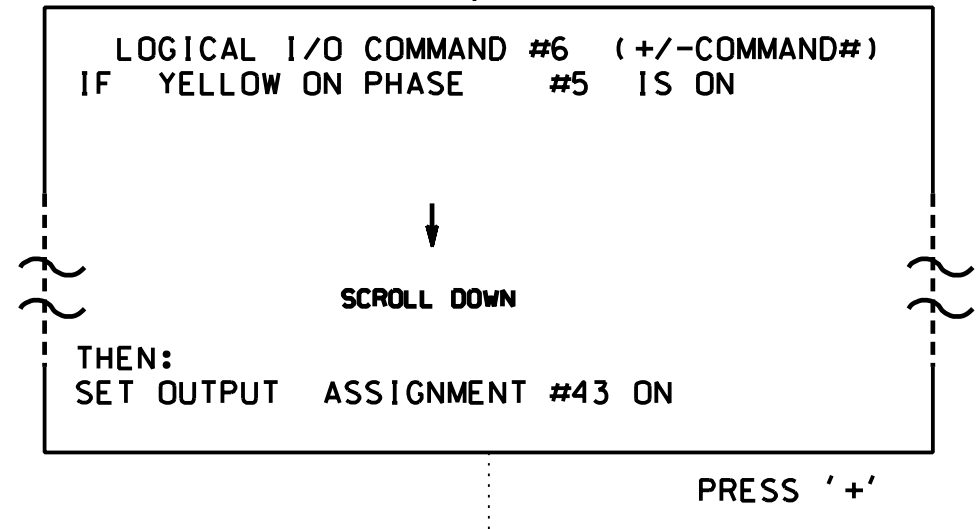 LOGICAL I/O COMMAND #6 (+/-COMMAND#)
IF YELLOW ON PHASE #5 IS ON
SCROLL DOWN
THEN:
SET OUTPUT ASSIGNMENT #43 ON
PRESS '+'